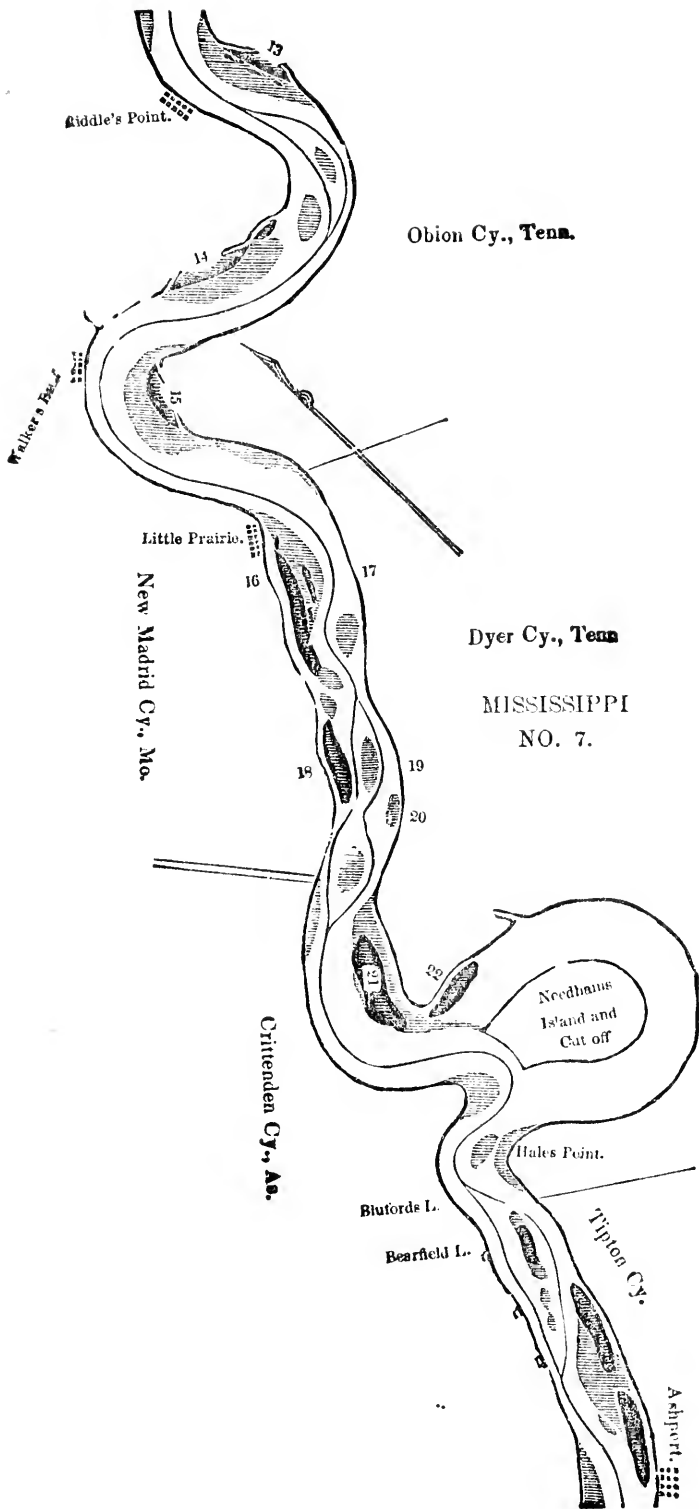 13
Riddle's Point.
Obion Cy., Tenn.
14
15
Little Prairie.
16
17
New Madrid Cy., Mo.
Dyer Cy., Tenn
MISSISSIPPI
NO. 7.
18
19
20
21
22
Needhams
Island and
Cut off
Crittenden Cy., As.
Hales Point.
Blufords L.
Bearfield L.
Tipton Cy.
Ashport.